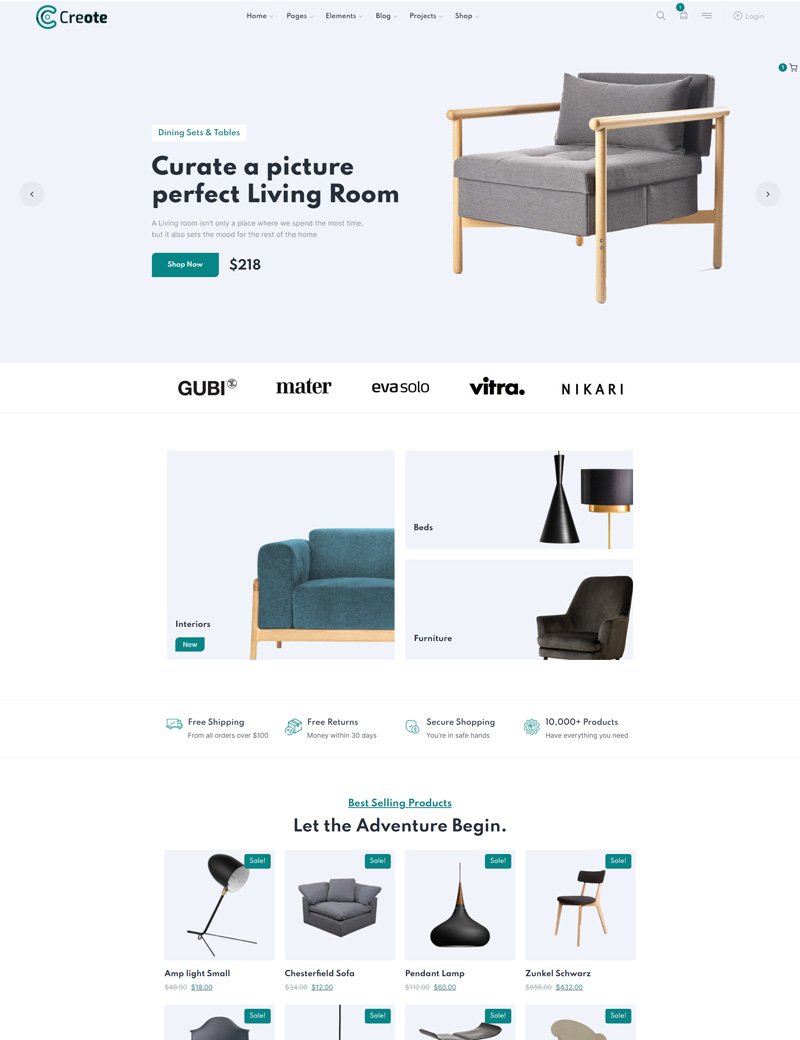 Creote
Home Pages Elements Blog Projects Shop
1
Login
1
Dining Sets & Tables
Curate a picture
perfect Living Room
A Living room isn't only a place where we spend the most time,
but it also sets the mood for the rest of the home
Shop Now $218
GUBI mater eva solo vitra. NIKARI
Interiors
New
Beds
Furniture
Free Shipping
From all orders over $100
Free Returns
Money within 30 days
Secure Shopping
You're in safe hands
10,000+ Products
Have everything you need
Best Selling Products
Let the Adventure Begin.
Sale!
Amp light Small
$48.00 $18.00
Sale!
Chesterfield Sofa
$34.00 $12.00
Sale!
Pendant Lamp
$112.00 $60.00
Sale!
Zunkel Schwarz
$656.00 $432.00
Sale!
Sale!
Sale!
Sale!